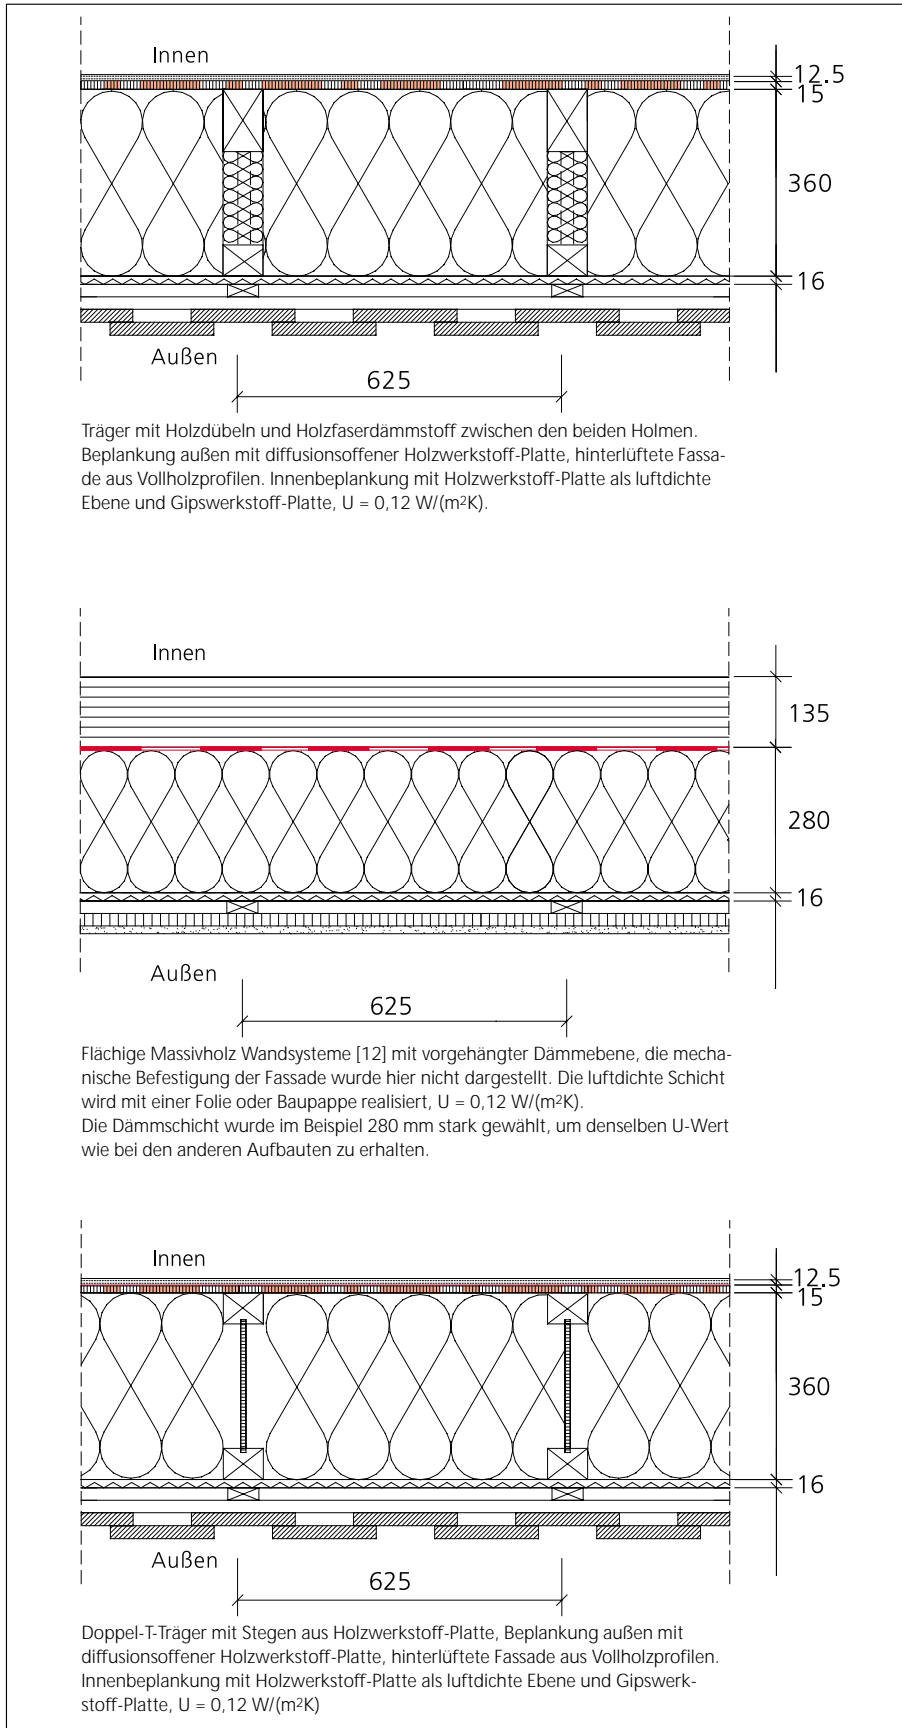 Innen
12.5
15
360
16
Außen
625
Träger mit Holzdübeln und Holzfaserdämmstoff zwischen den beiden Holmen.
Beplankung außen mit diffusionsoffener Holzwerkstoff-Platte, hinterlüftete Fassa-
de aus Vollholzprofilen. Innenbeplankung mit Holzwerkstoff-Platte als luftdichte
Ebene und Gipswerkstoff-Platte, U = 0,12 W/(m²K).
Innen
135
280
16
Außen
625
Flächige Massivholz Wandsysteme [12] mit vorgehängter Dämmebene, die mecha-
nische Befestigung der Fassade wurde hier nicht dargestellt. Die luftdichte Schicht
wird mit einer Folie oder Baupappe realisiert, U = 0,12 W/(m²K).
Die Dämmschicht wurde im Beispiel 280 mm stark gewählt, um denselben U-Wert
wie bei den anderen Aufbauten zu erhalten.
Innen
12.5
15
360
16
Außen
625
Doppel-T-Träger mit Stegen aus Holzwerkstoff-Platte, Beplankung außen mit
diffusionsoffener Holzwerkstoff-Platte, hinterlüftete Fassade aus Vollholzprofilen.
Innenbeplankung mit Holzwerkstoff-Platte als luftdichte Ebene und Gipswerk-
stoff-Platte, U = 0,12 W/(m²K)